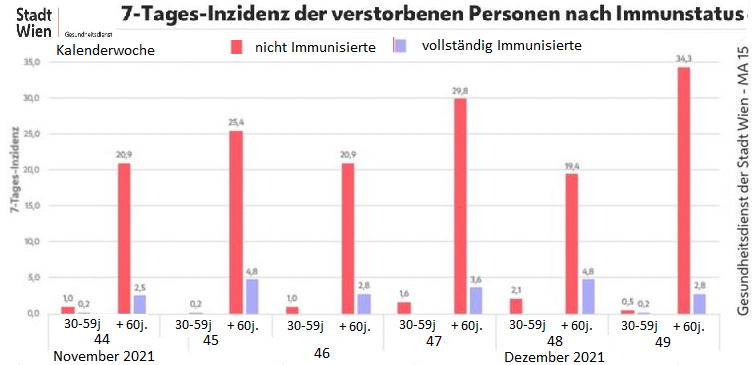 Stadt
Wien
Gesundheitsdienst
7-Tages-Inzidenz der verstorbenen Personen nach Immunstatus
Kalenderwoche
nicht Immunisierte
vollständig Immunisierte
7-Tages-Inzidenz
35,0
30,0
25,0
20,0
15,0
10,0
5,0
0,0
1,0 0,2 20,9 2,5
0,2 25,4 4,8
1,0 20,9 2,8
1,6 29,8 3,6
2,1 19,4 4,8
0,5 0,2 34,3 2,8
30-59j + 60j. 30-59j + 60j. 30-59j + 60j. 30-59j + 60j. 30-59j + 60j. 30-59j + 60j.
44 45 46 47 48 49
November 2021 Dezember 2021
Gesundheitsdienst der Stadt Wien - MA 15